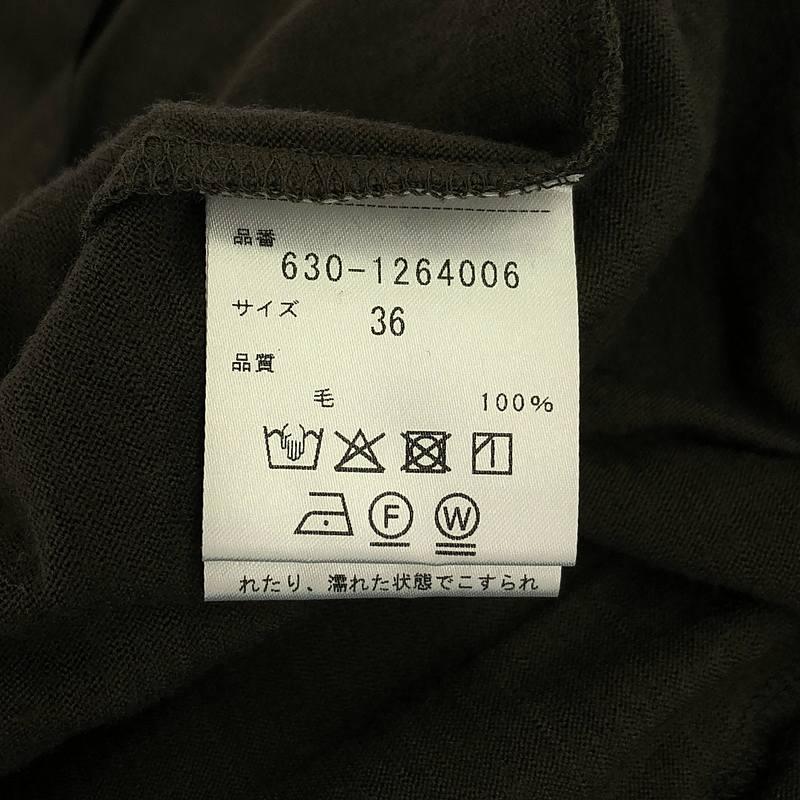 品番
630-1264006
サイズ 36
品質
毛 100%
F W
れたり、濡れた状態でこすられ